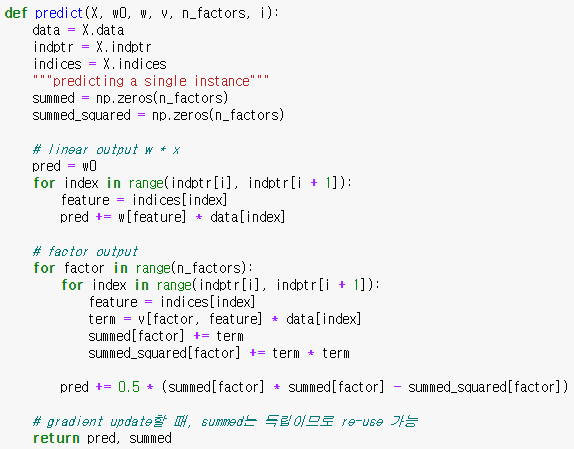 def predict(X, w0, w, v, n_factors, i):
    data = X.data
    indptr = X.indptr
    indices = X.indices
    """predicting a single instance"""
    summed = np.zeros(n_factors)
    summed_squared = np.zeros(n_factors)

    # linear output w * x
    pred = w0
    for index in range(indptr[i], indptr[i + 1]):
        feature = indices[index]
        pred += w[feature] * data[index]

    # factor output
    for factor in range(n_factors):
        for index in range(indptr[i], indptr[i + 1]):
            feature = indices[index]
            term = v[factor, feature] * data[index]
            summed[factor] += term
            summed_squared[factor] += term * term

        pred += 0.5 * (summed[factor] * summed[factor] - summed_squared[factor])

    # gradient update할 때, summed는 독립이므로 re-use 가능
    return pred, summed